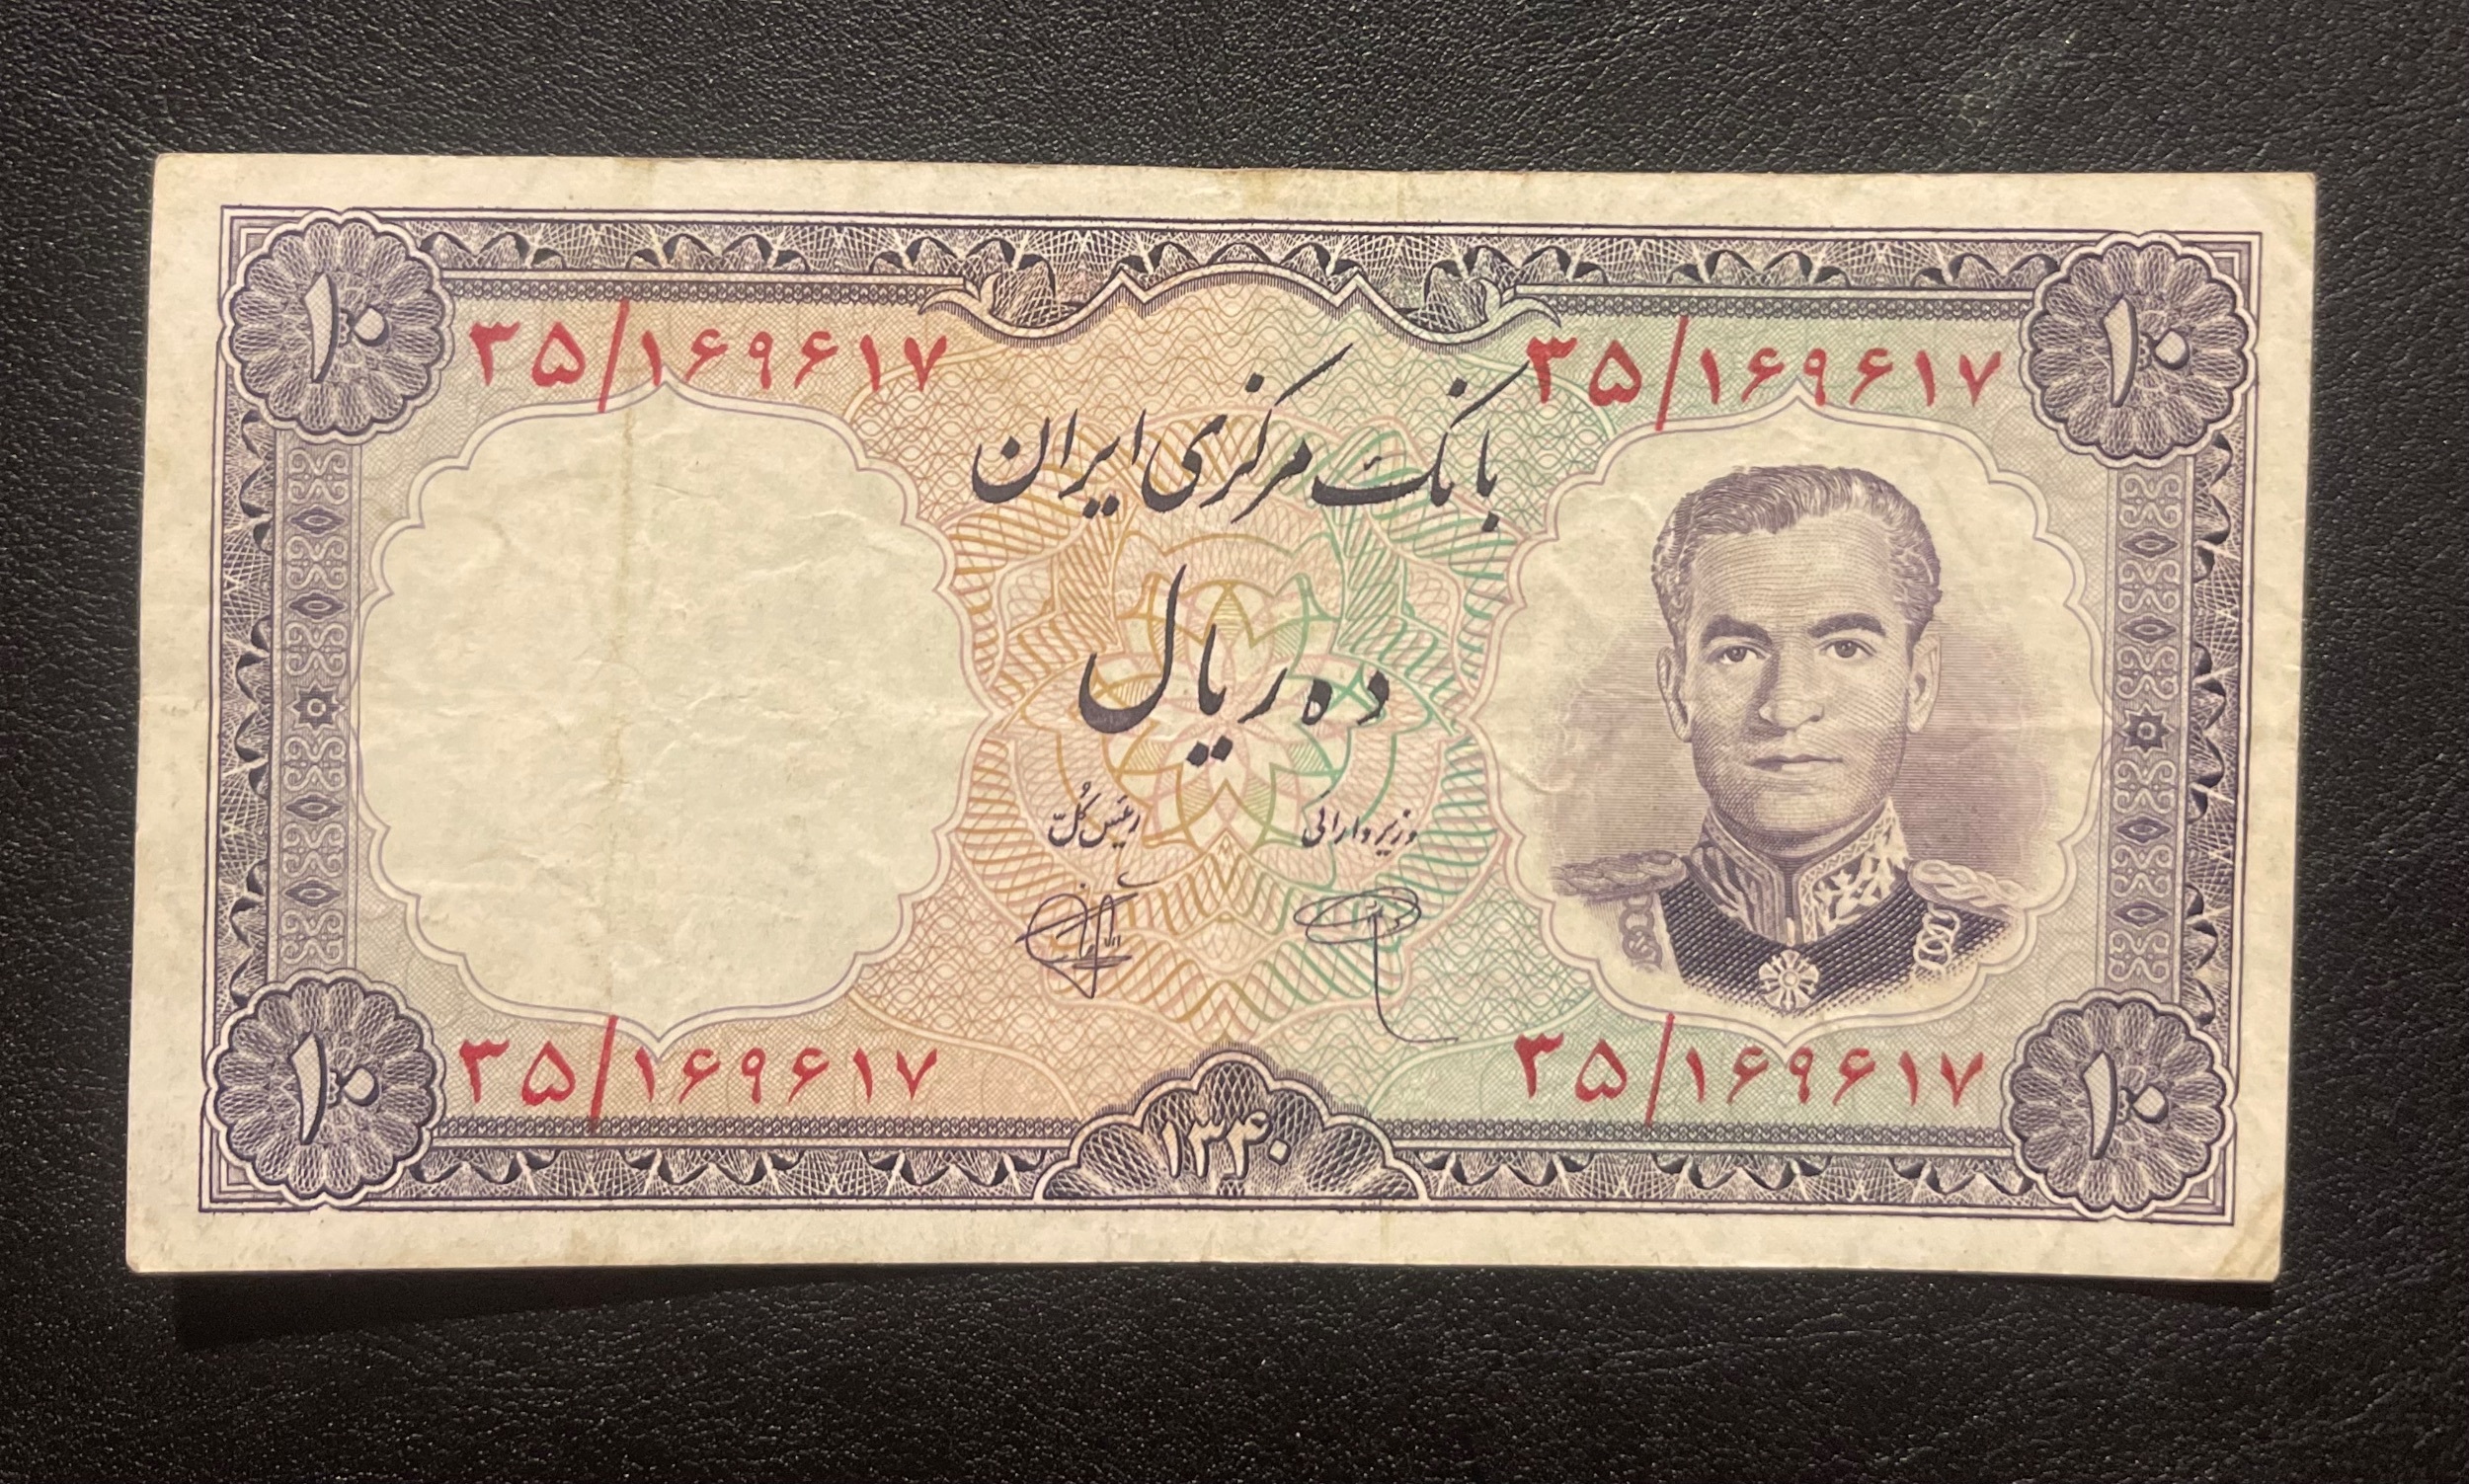 ۱۰
۳۵/۱۶۹۶۱۷
۳۵/۱۶۹۶۱۷
۱۰
بانک مرکزی ایران
ده ریال
وزیر دارائی
رئیس کلّ
۳۵/۱۶۹۶۱۷
۳۵/۱۶۹۶۱۷
۱۰
۱۳۴۰
۱۰